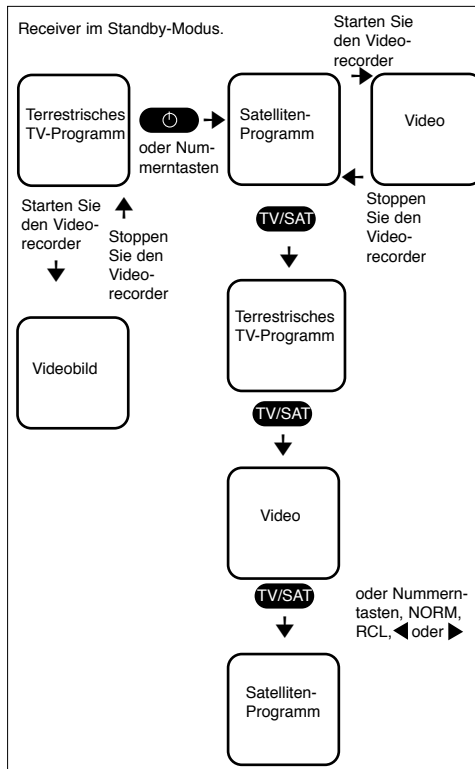 Receiver im Standby-Modus.
Starten Sie
den Video-
recorder
Terrestrisches
TV-Programm
oder Num-
merntasten
Satelliten-
Programm
Video
Starten Sie
den Video-
recorder
Stoppen
Sie den
Video-
recorder
Stoppen
Sie den
Video-
recorder
TV/SAT
Videobild
Terrestrisches
TV-Programm
TV/SAT
Video
TV/SAT
oder Nummern-
tasten, NORM,
RCL, ◀ oder ▶
Satelliten-
Programm